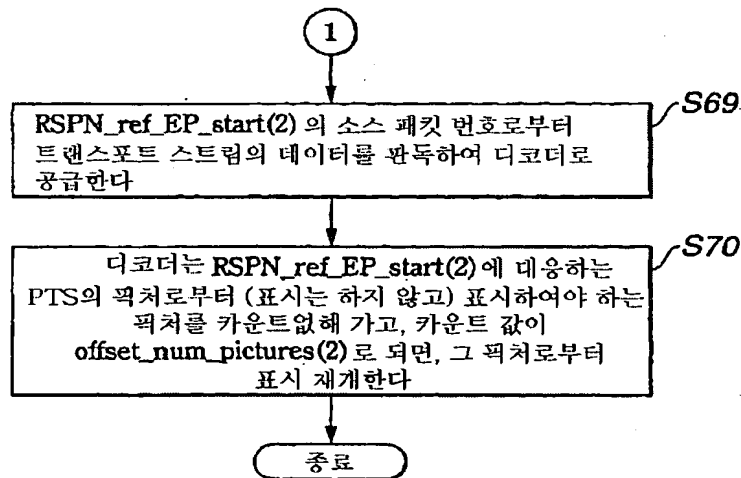 1
S69
RSPN_ref_EP_start(2) 의 소스 패킷 번호로부터
트랜스포트 스트림의 데이터를 판독하여 디코더로
공급한다
S70
디코더는 RSPN_ref_EP_start(2) 에 대응하는
PTS의 픽처로부터 (표시는 하지 않고) 표시하여야 하는
픽처를 카운트없해 가고, 카운트 값이
offset_num_pictures(2) 로 되면, 그 픽처로부터
표시 재개한다
종료